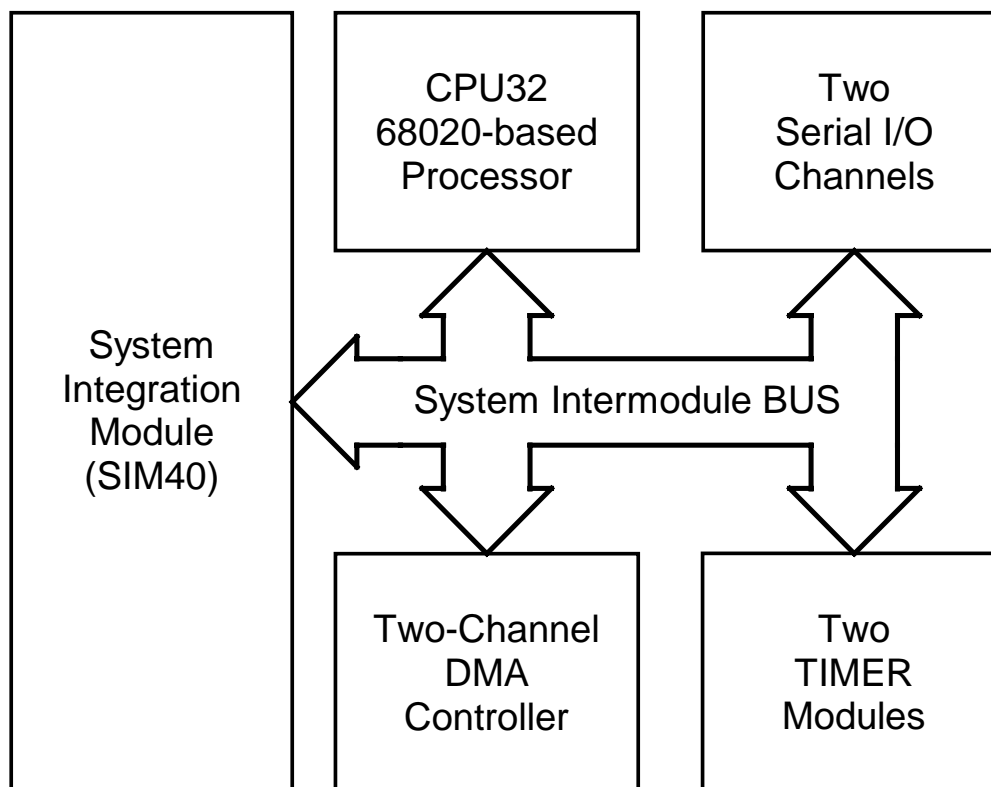 CPU32
68020-based
Processor
Two
Serial I/O
Channels
System
Integration
Module
(SIM40)
System Intermodule BUS
Two-Channel
DMA
Controller
Two
TIMER
Modules